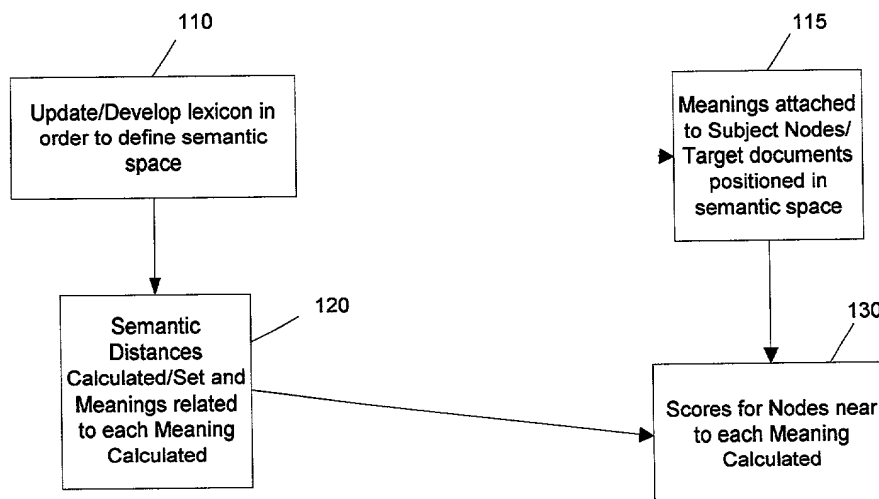 110
Update/Develop lexicon in
order to define semantic
space
115
Meanings attached
to Subject Nodes/
Target documents
positioned in
semantic space
120
Semantic
Distances
Calculated/Set and
Meanings related
to each Meaning
Calculated
130
Scores for Nodes near
to each Meaning
Calculated